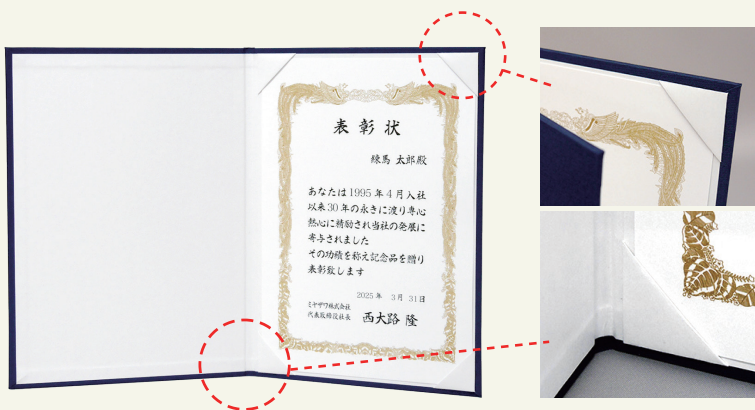 表彰状
練馬 太郎殿
あなたは1995年4月入社
以来30年の永きに渡り専心
熱心に精励され当社の発展に
寄与されました
その功績を称え記念品を贈り
表彰致します
2025年 3月 31日
ミヤザワ株式会社
代表取締役社長 西大路 隆